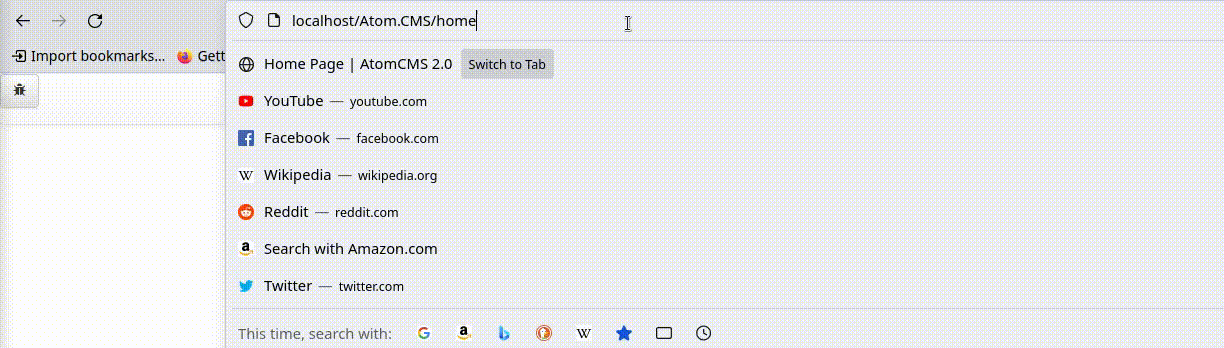 localhost/Atom.CMS/home
Import bookmarks... Gett
Home Page | AtomCMS 2.0 Switch to Tab
YouTube — youtube.com
Facebook — facebook.com
Wikipedia — wikipedia.org
Reddit — reddit.com
Search with Amazon.com
Twitter — twitter.com
This time, search with: